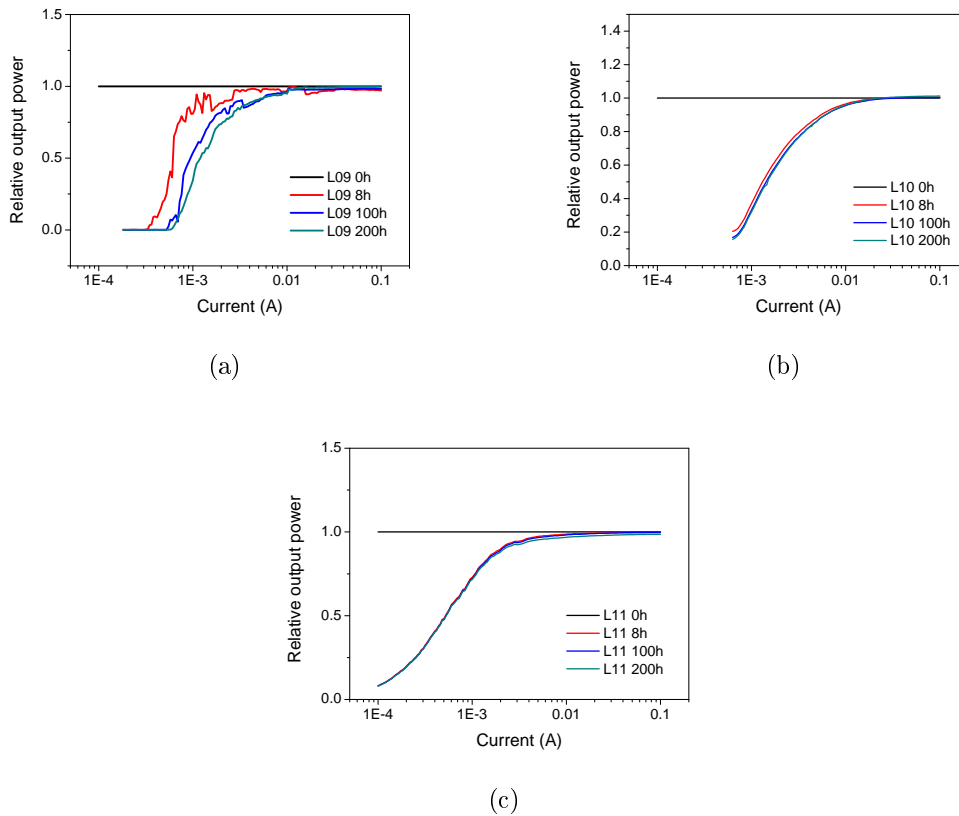 1.5
1.0
0.5
0.0
Relative output power
L09 0h
L09 8h
L09 100h
L09 200h
1E-4 1E-3 0.01 0.1
Current (A)
(a)
1.4
1.2
1.0
0.8
0.6
0.4
0.2
0.0
Relative output power
L10 0h
L10 8h
L10 100h
L10 200h
1E-4 1E-3 0.01 0.1
Current (A)
(b)
1.5
1.0
0.5
0.0
Relative output power
L11 0h
L11 8h
L11 100h
L11 200h
1E-4 1E-3 0.01 0.1
Current (A)
(c)